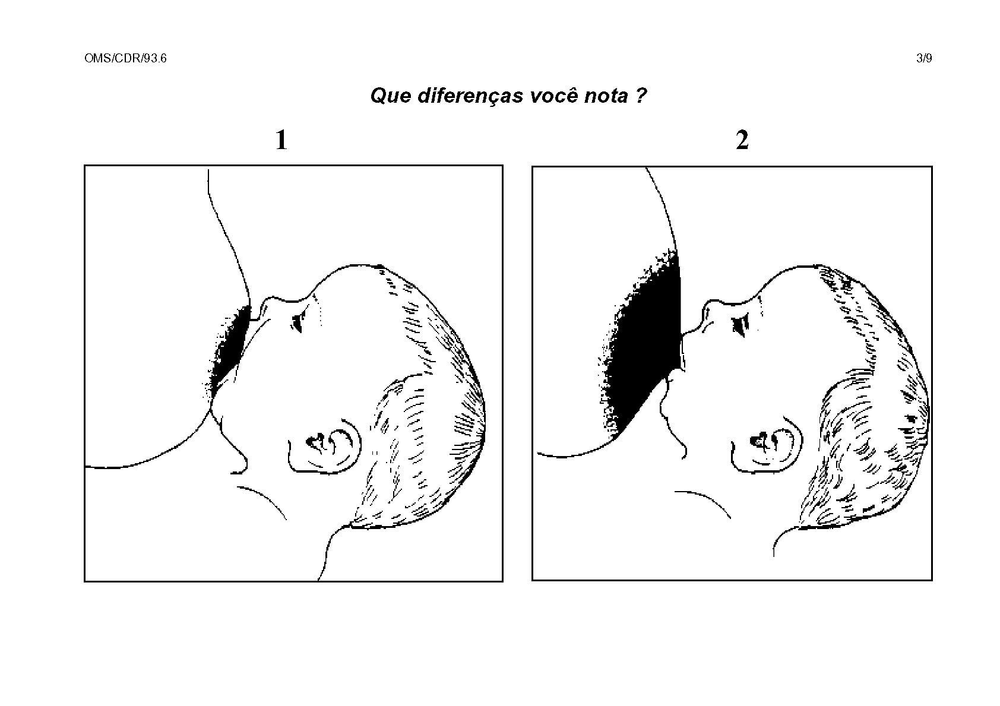 OMS/CDR/93.6 3/9
Que diferenças você nota ?
1 2